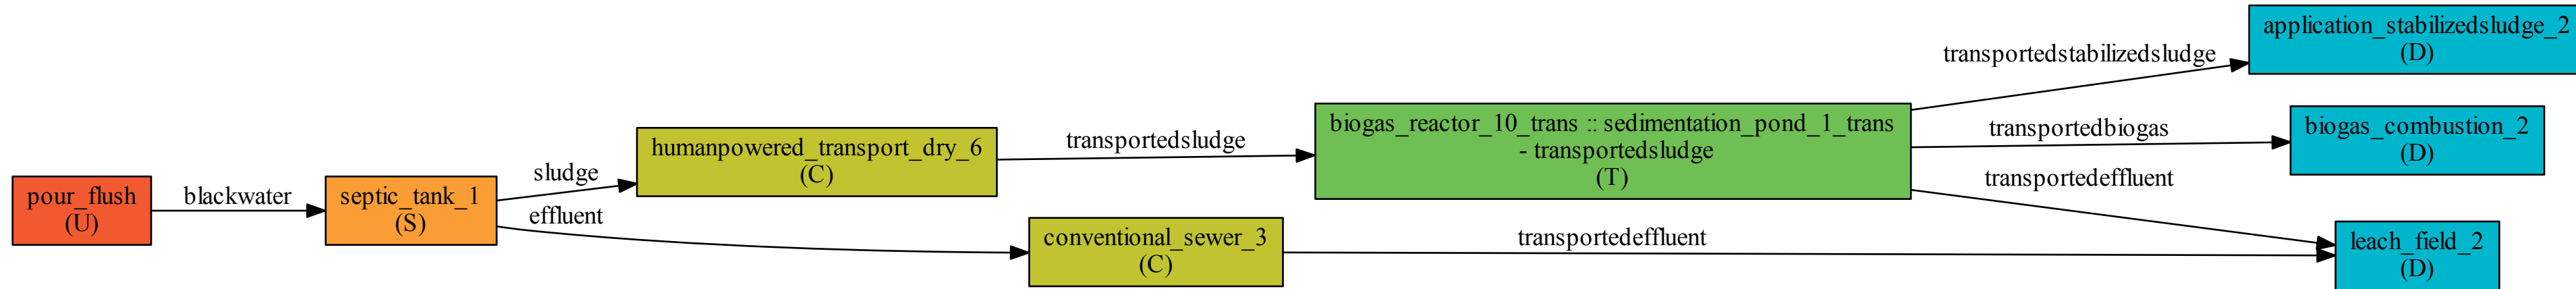 pour_flush
(U)
blackwater
septic_tank_1
(S)
sludge
effluent
humanpowered_transport_dry_6
(C)
conventional_sewer_3
(C)
transportedsludge
transportedeffluent
biogas_reactor_10_trans :: sedimentation_pond_1_trans
- transportedsludge
(T)
transportedstabilizedsludge
transportedbiogas
transportedeffluent
application_stabilizedsludge_2
(D)
biogas_combustion_2
(D)
leach_field_2
(D)